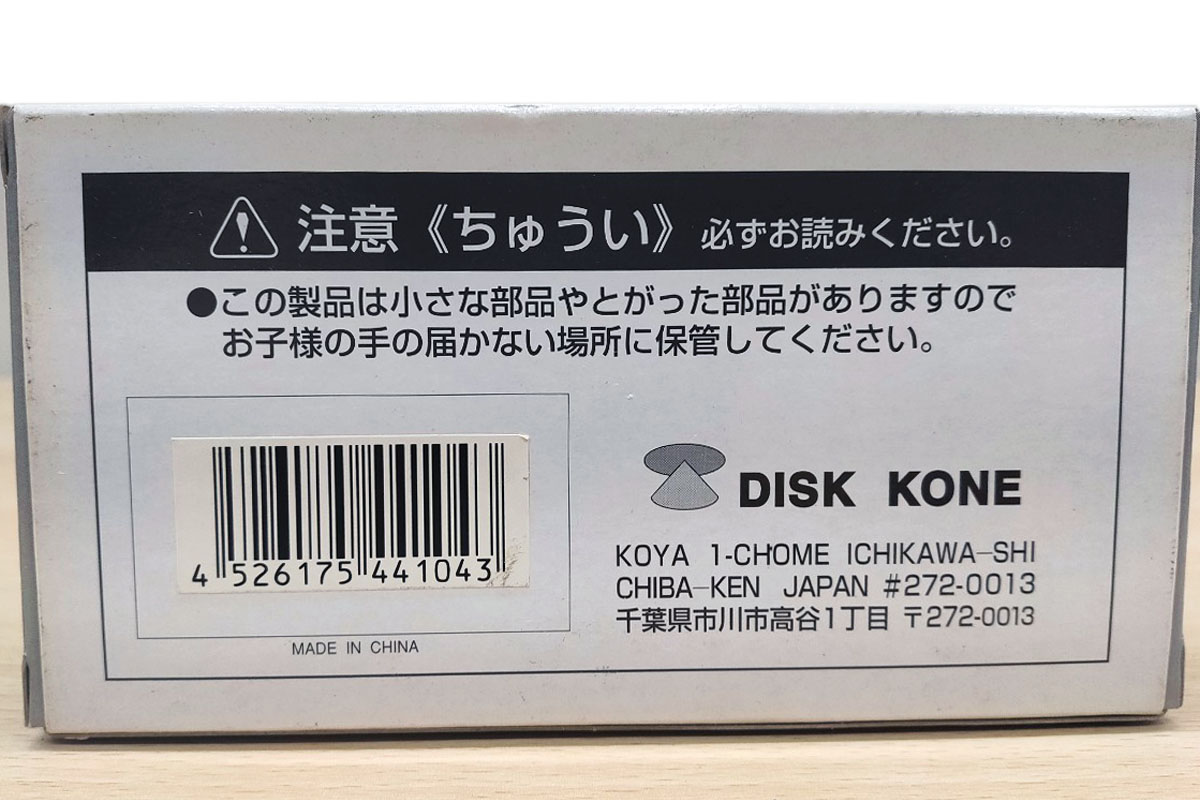 注意《ちゅうい》必ずお読みください。
●この製品は小さな部品やとがった部品がありますので
お子様の手の届かない場所に保管してください。
4 526175 441043
MADE IN CHINA
DISK KONE
KOYA 1-CHOME ICHIKAWA-SHI
CHIBA-KEN JAPAN #272-0013
千葉県市川市高谷1丁目 〒272-0013